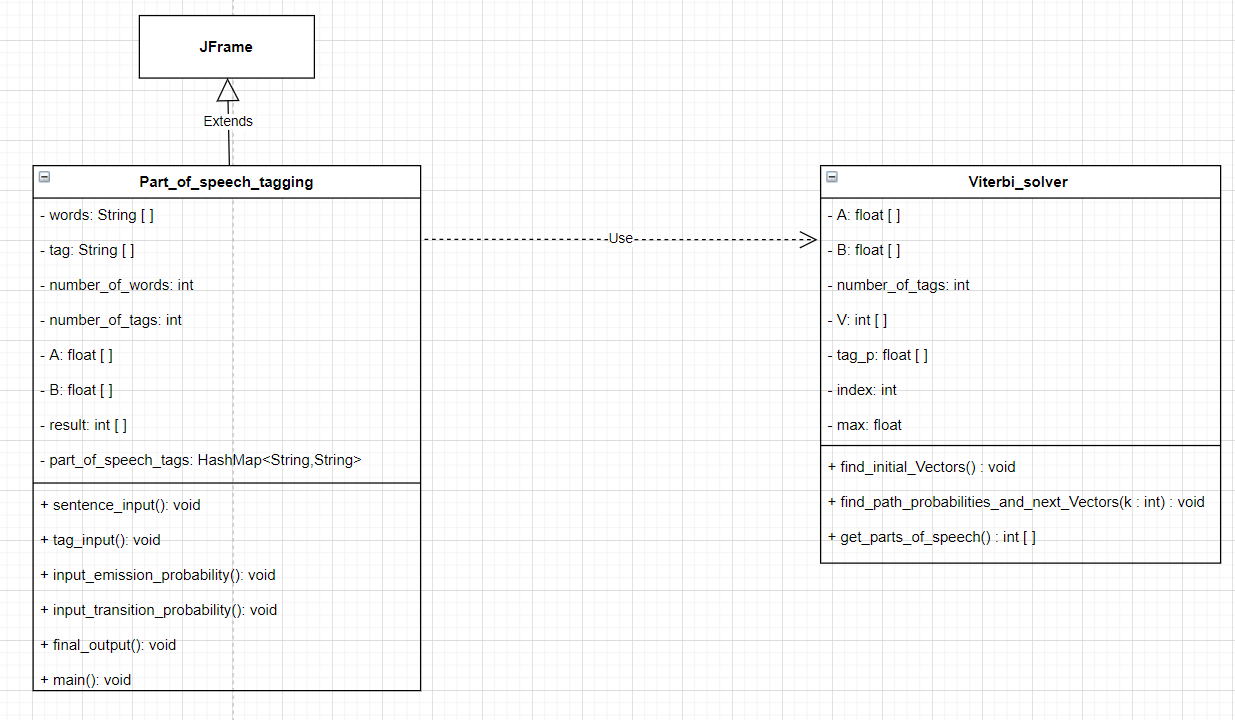 JFrame
Extends
Part_of_speech_tagging
- words: String [ ]
- tag: String [ ]
- number_of_words: int
- number_of_tags: int
- A: float [ ]
- B: float [ ]
- result: int [ ]
- part_of_speech_tags: HashMap<String,String>
+ sentence_input(): void
+ tag_input(): void
+ input_emission_probability(): void
+ input_transition_probability(): void
+ final_output(): void
+ main(): void
Use
Viterbi_solver
- A: float [ ]
- B: float [ ]
- number_of_tags: int
- V: int [ ]
- tag_p: float [ ]
- index: int
- max: float
+ find_initial_Vectors() : void
+ find_path_probabilities_and_next_Vectors(k : int) : void
+ get_parts_of_speech() : int [ ]